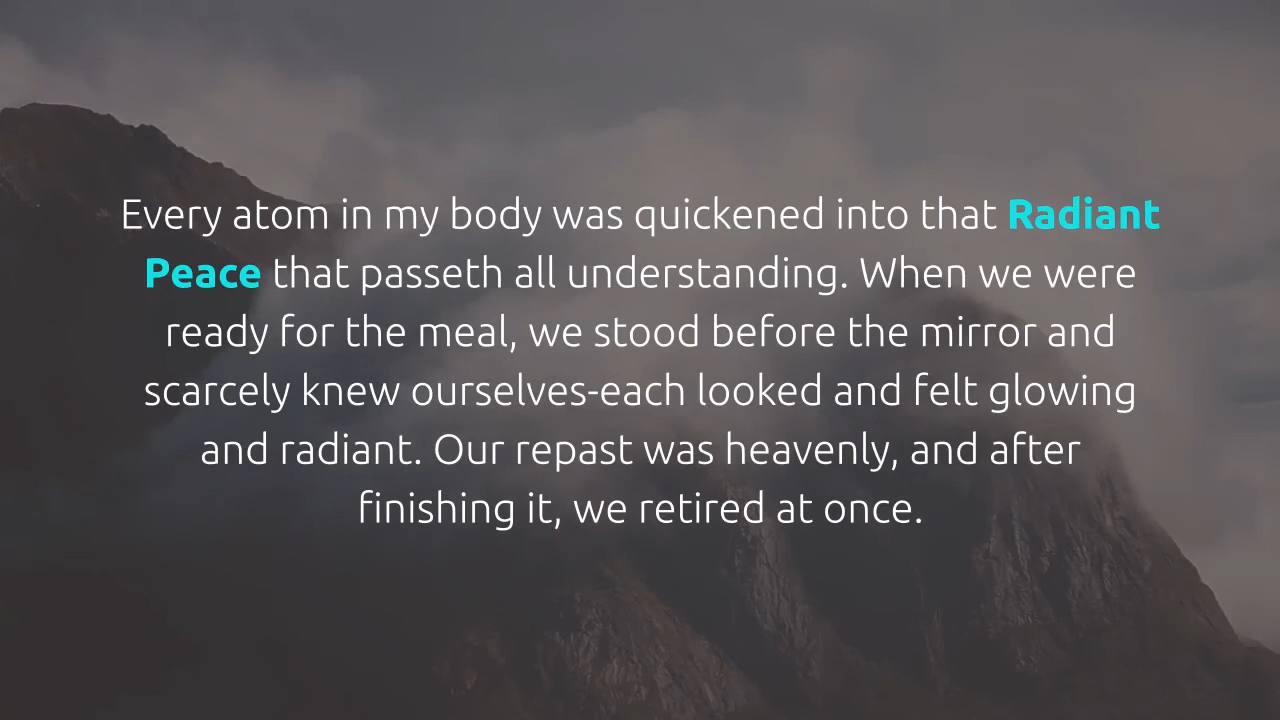 Every atom in my body was quickened into that Radiant
Peace that passeth all understanding. When we were
ready for the meal, we stood before the mirror and
scarcely knew ourselves-each looked and felt glowing
and radiant. Our repast was heavenly, and after
finishing it, we retired at once.